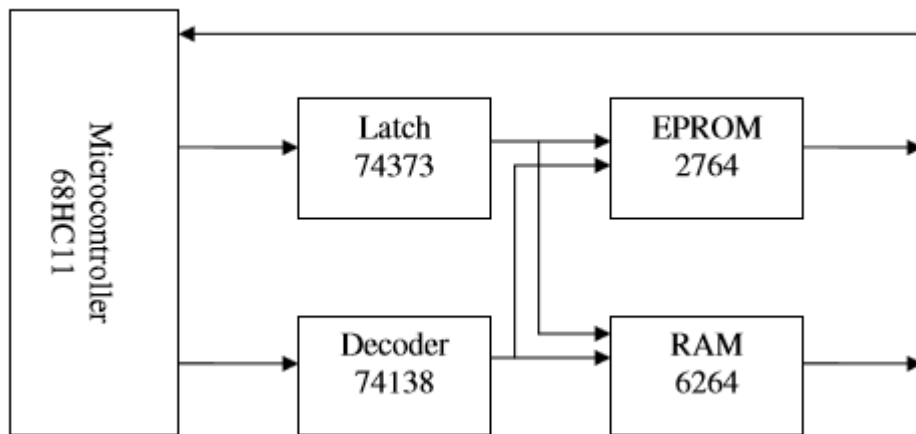 Microcontroller
68HC11
Latch
74373
EPROM
2764
Decoder
74138
RAM
6264